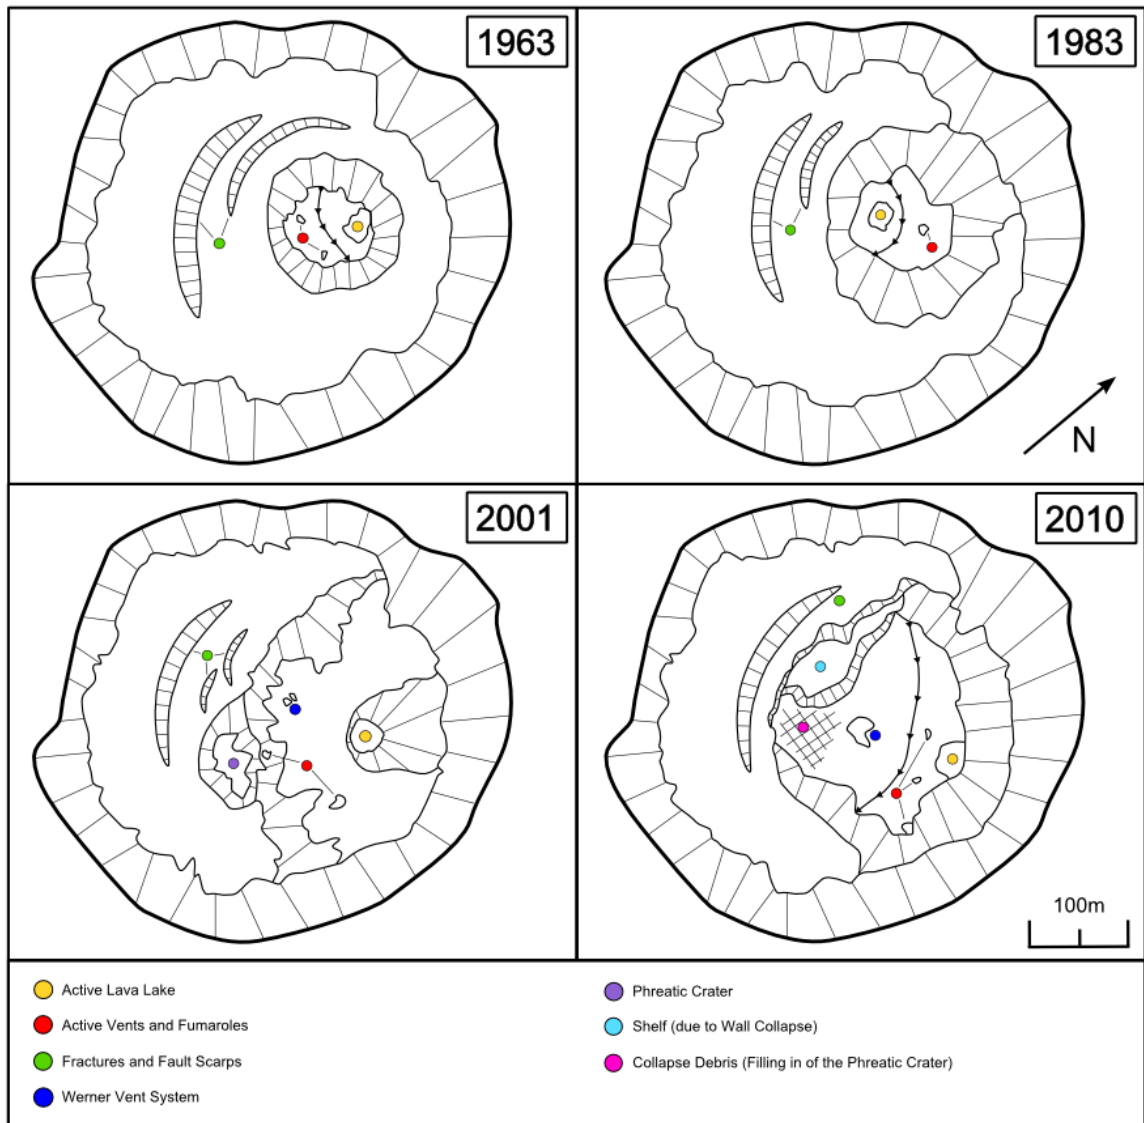 1963
1983
N
2001
2010
100m
Active Lava Lake
Active Vents and Fumaroles
Fractures and Fault Scarps
Werner Vent System
Phreatic Crater
Shelf (due to Wall Collapse)
Collapse Debris (Filling in of the Phreatic Crater)